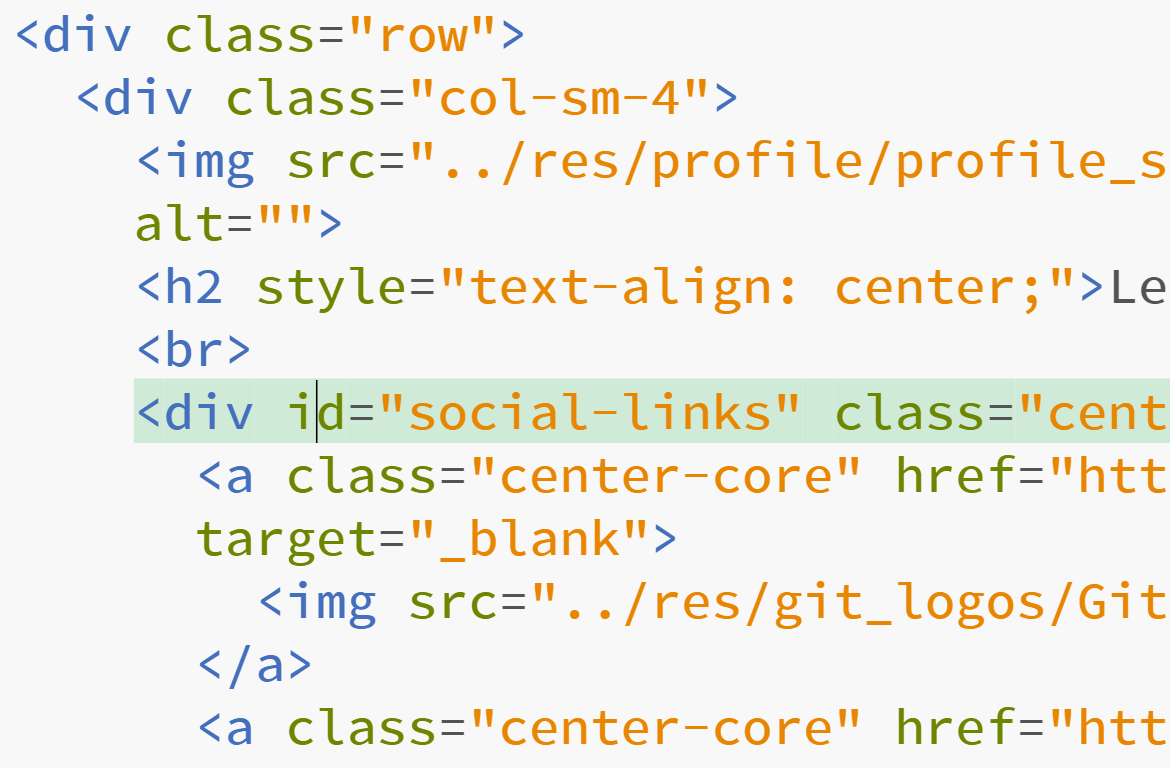 <div class="row">
<div class="col-sm-4">
<img src="../res/profile/profile_s
alt="">
<h2 style="text-align: center;">Le
<br>
<div id="social-links" class="cent
<a class="center-core" href="htt
target="_blank">
<img src="../res/git_logos/Git
</a>
<a class="center-core" href="htt